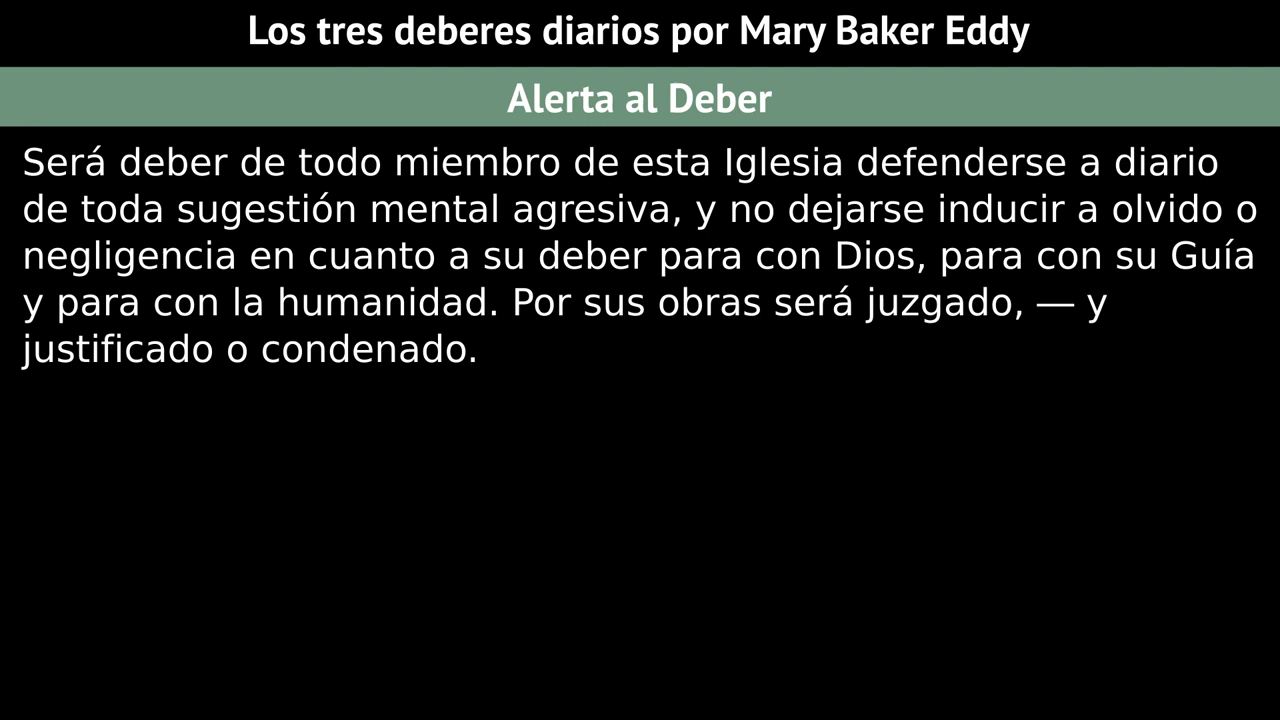 Los tres deberes diarios por Mary Baker Eddy
Alerta al Deber
Será deber de todo miembro de esta Iglesia defenderse a diario
de toda sugestión mental agresiva, y no dejarse inducir a olvido o
negligencia en cuanto a su deber para con Dios, para con su Guía
y para con la humanidad. Por sus obras será juzgado, — y
justificado o condenado.